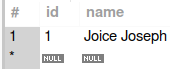 # id name
1 1 Joice Joseph
* NULL NULL